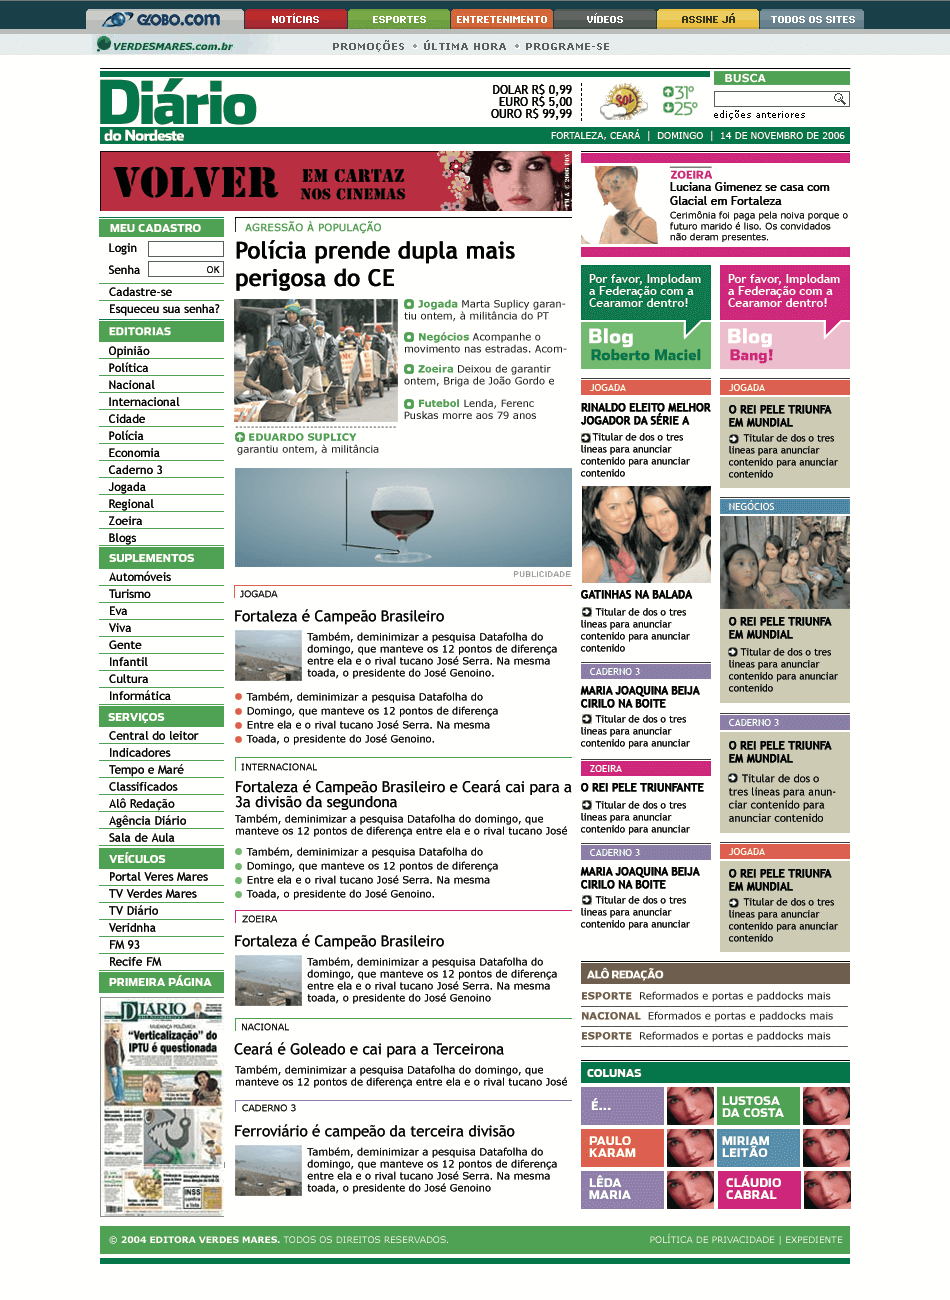 GLOBO.COM
NOTÍCIAS
ESPORTES
ENTRETENIMENTO
VÍDEOS
ASSINE JÁ
TODOS OS SITES
VERDESMARES.com.br
PROMOÇÕES
ÚLTIMA HORA
PROGRAME-SE
Diário
do Nordeste
DOLAR R$ 0,99
EURO R$ 5,00
OURO R$ 99,99
SOL
31°
25°
BUSCA
edições anteriores
FORTALEZA, CEARÁ | DOMINGO | 14 DE NOVEMBRO DE 2006
VOLVER
EM CARTAZ
NOS CINEMAS
MEU CADASTRO
Login
Senha
OK
Cadastre-se
Esqueceu sua senha?
EDITORIAS
Opinião
Política
Nacional
Internacional
Cidade
Polícia
Economia
Caderno 3
Jogada
Regional
Zoeira
Blogs
SUPLEMENTOS
Automóveis
Turismo
Eva
Viva
Gente
Infantil
Cultura
Informática
SERVIÇOS
Central do leitor
Indicadores
Tempo e Maré
Classificados
Alô Redação
Agência Diário
Sala de Aula
VEÍCULOS
Portal Veres Mares
TV Verdes Mares
TV Diário
Veridnha
FM 93
Recife FM
PRIMEIRA PÁGINA
DIÁRIO
MUDANÇA POLÊMICA
"Verticalização" do
IPTU é questionada
INSS
AGRESSÃO À POPULAÇÃO
Polícia prende dupla mais
perigosa do CE
Jogada Marta Suplicy garan-
tiu ontem, à militância do PT
Negócios Acompanhe o
movimento nas estradas. Acom-
Zoeira Deixou de garantir
ontem, Briga de João Gordo e
Futebol Lenda, Ferenc
Puskas morre aos 79 anos
EDUARDO SUPLICY
garantiu ontem, à militância
PUBLICIDADE
JOGADA
Fortaleza é Campeão Brasileiro
Também, deminimizar a pesquisa Datafolha do
domingo, que manteve os 12 pontos de diferença
entre ela e o rival tucano José Serra. Na mesma
toada, o presidente do José Genoino.
Também, deminimizar a pesquisa Datafolha do
Domingo, que manteve os 12 pontos de diferença
Entre ela e o rival tucano José Serra. Na mesma
Toada, o presidente do José Genoino.
INTERNACIONAL
Fortaleza é Campeão Brasileiro e Ceará cai para a
3a divisão da segundona
Também, deminimizar a pesquisa Datafolha do domingo, que
manteve os 12 pontos de diferença entre ela e o rival tucano José
Também, deminimizar a pesquisa Datafolha do
Domingo, que manteve os 12 pontos de diferença
Entre ela e o rival tucano José Serra. Na mesma
Toada, o presidente do José Genoino.
ZOEIRA
Fortaleza é Campeão Brasileiro
Também, deminimizar a pesquisa Datafolha do
domingo, que manteve os 12 pontos de diferença
entre ela e o rival tucano José Serra. Na mesma
toada, o presidente do José Genoino
NACIONAL
Ceará é Goleado e cai para a Terceirona
Também, deminimizar a pesquisa Datafolha do domingo, que
manteve os 12 pontos de diferença entre ela e o rival tucano José
CADERNO 3
Ferroviário é campeão da terceira divisão
Também, deminimizar a pesquisa Datafolha do
domingo, que manteve os 12 pontos de diferença
entre ela e o rival tucano José Serra. Na mesma
toada, o presidente do José Genoino
ZOEIRA
Luciana Gimenez se casa com
Glacial em Fortaleza
Cerimônia foi paga pela noiva porque o
futuro marido é liso. Os convidados
não deram presentes.
Por favor, Implodam
a Federação com a
Cearamor dentro!
Blog
Roberto Maciel
Por favor, Implodam
a Federação com a
Cearamor dentro!
Blog
Bang!
JOGADA
RINALDO ELEITO MELHOR
JOGADOR DA SÉRIE A
Titular de dos o tres
lineas para anunciar
contenido para anunciar
contenido
GATINHAS NA BALADA
Titular de dos o tres
lineas para anunciar
contenido para anunciar
contenido
CADERNO 3
MARIA JOAQUINA BEIJA
CIRILO NA BOITE
Titular de dos o tres
lineas para anunciar
contenido para anunciar
ZOEIRA
O REI PELE TRIUNFANTE
Titular de dos o tres
lineas para anunciar
contenido para anunciar
CADERNO 3
MARIA JOAQUINA BEIJA
CIRILO NA BOITE
Titular de dos o tres
lineas para anunciar
contenido para anunciar
JOGADA
O REI PELE TRIUNFA
EM MUNDIAL
Titular de dos o tres
lineas para anunciar
contenido para anunciar
contenido
NEGÓCIOS
O REI PELE TRIUNFA
EM MUNDIAL
Titular de dos o tres
lineas para anunciar
contenido para anunciar
contenido
CADERNO 3
O REI PELE TRIUNFA
EM MUNDIAL
Titular de dos o
tres lineas para anun-
ciar contenido para
anunciar contenido
JOGADA
O REI PELE TRIUNFA
EM MUNDIAL
Titular de dos o tres
lineas para anunciar
contenido para anunciar
contenido
ALÔ REDAÇÃO
ESPORTE Reformados e portas e paddocks mais
NACIONAL Eformados e portas e paddocks mais
ESPORTE Reformados e portas e paddocks mais
COLUNAS
É...
LUSTOSA
DA COSTA
PAULO
KARAM
MIRIAM
LEITÃO
LÊDA
MARIA
CLÁUDIO
CABRAL
© 2004 EDITORA VERDES MARES. TODOS OS DIREITOS RESERVADOS.
POLÍTICA DE PRIVACIDADE | EXPEDIENTE